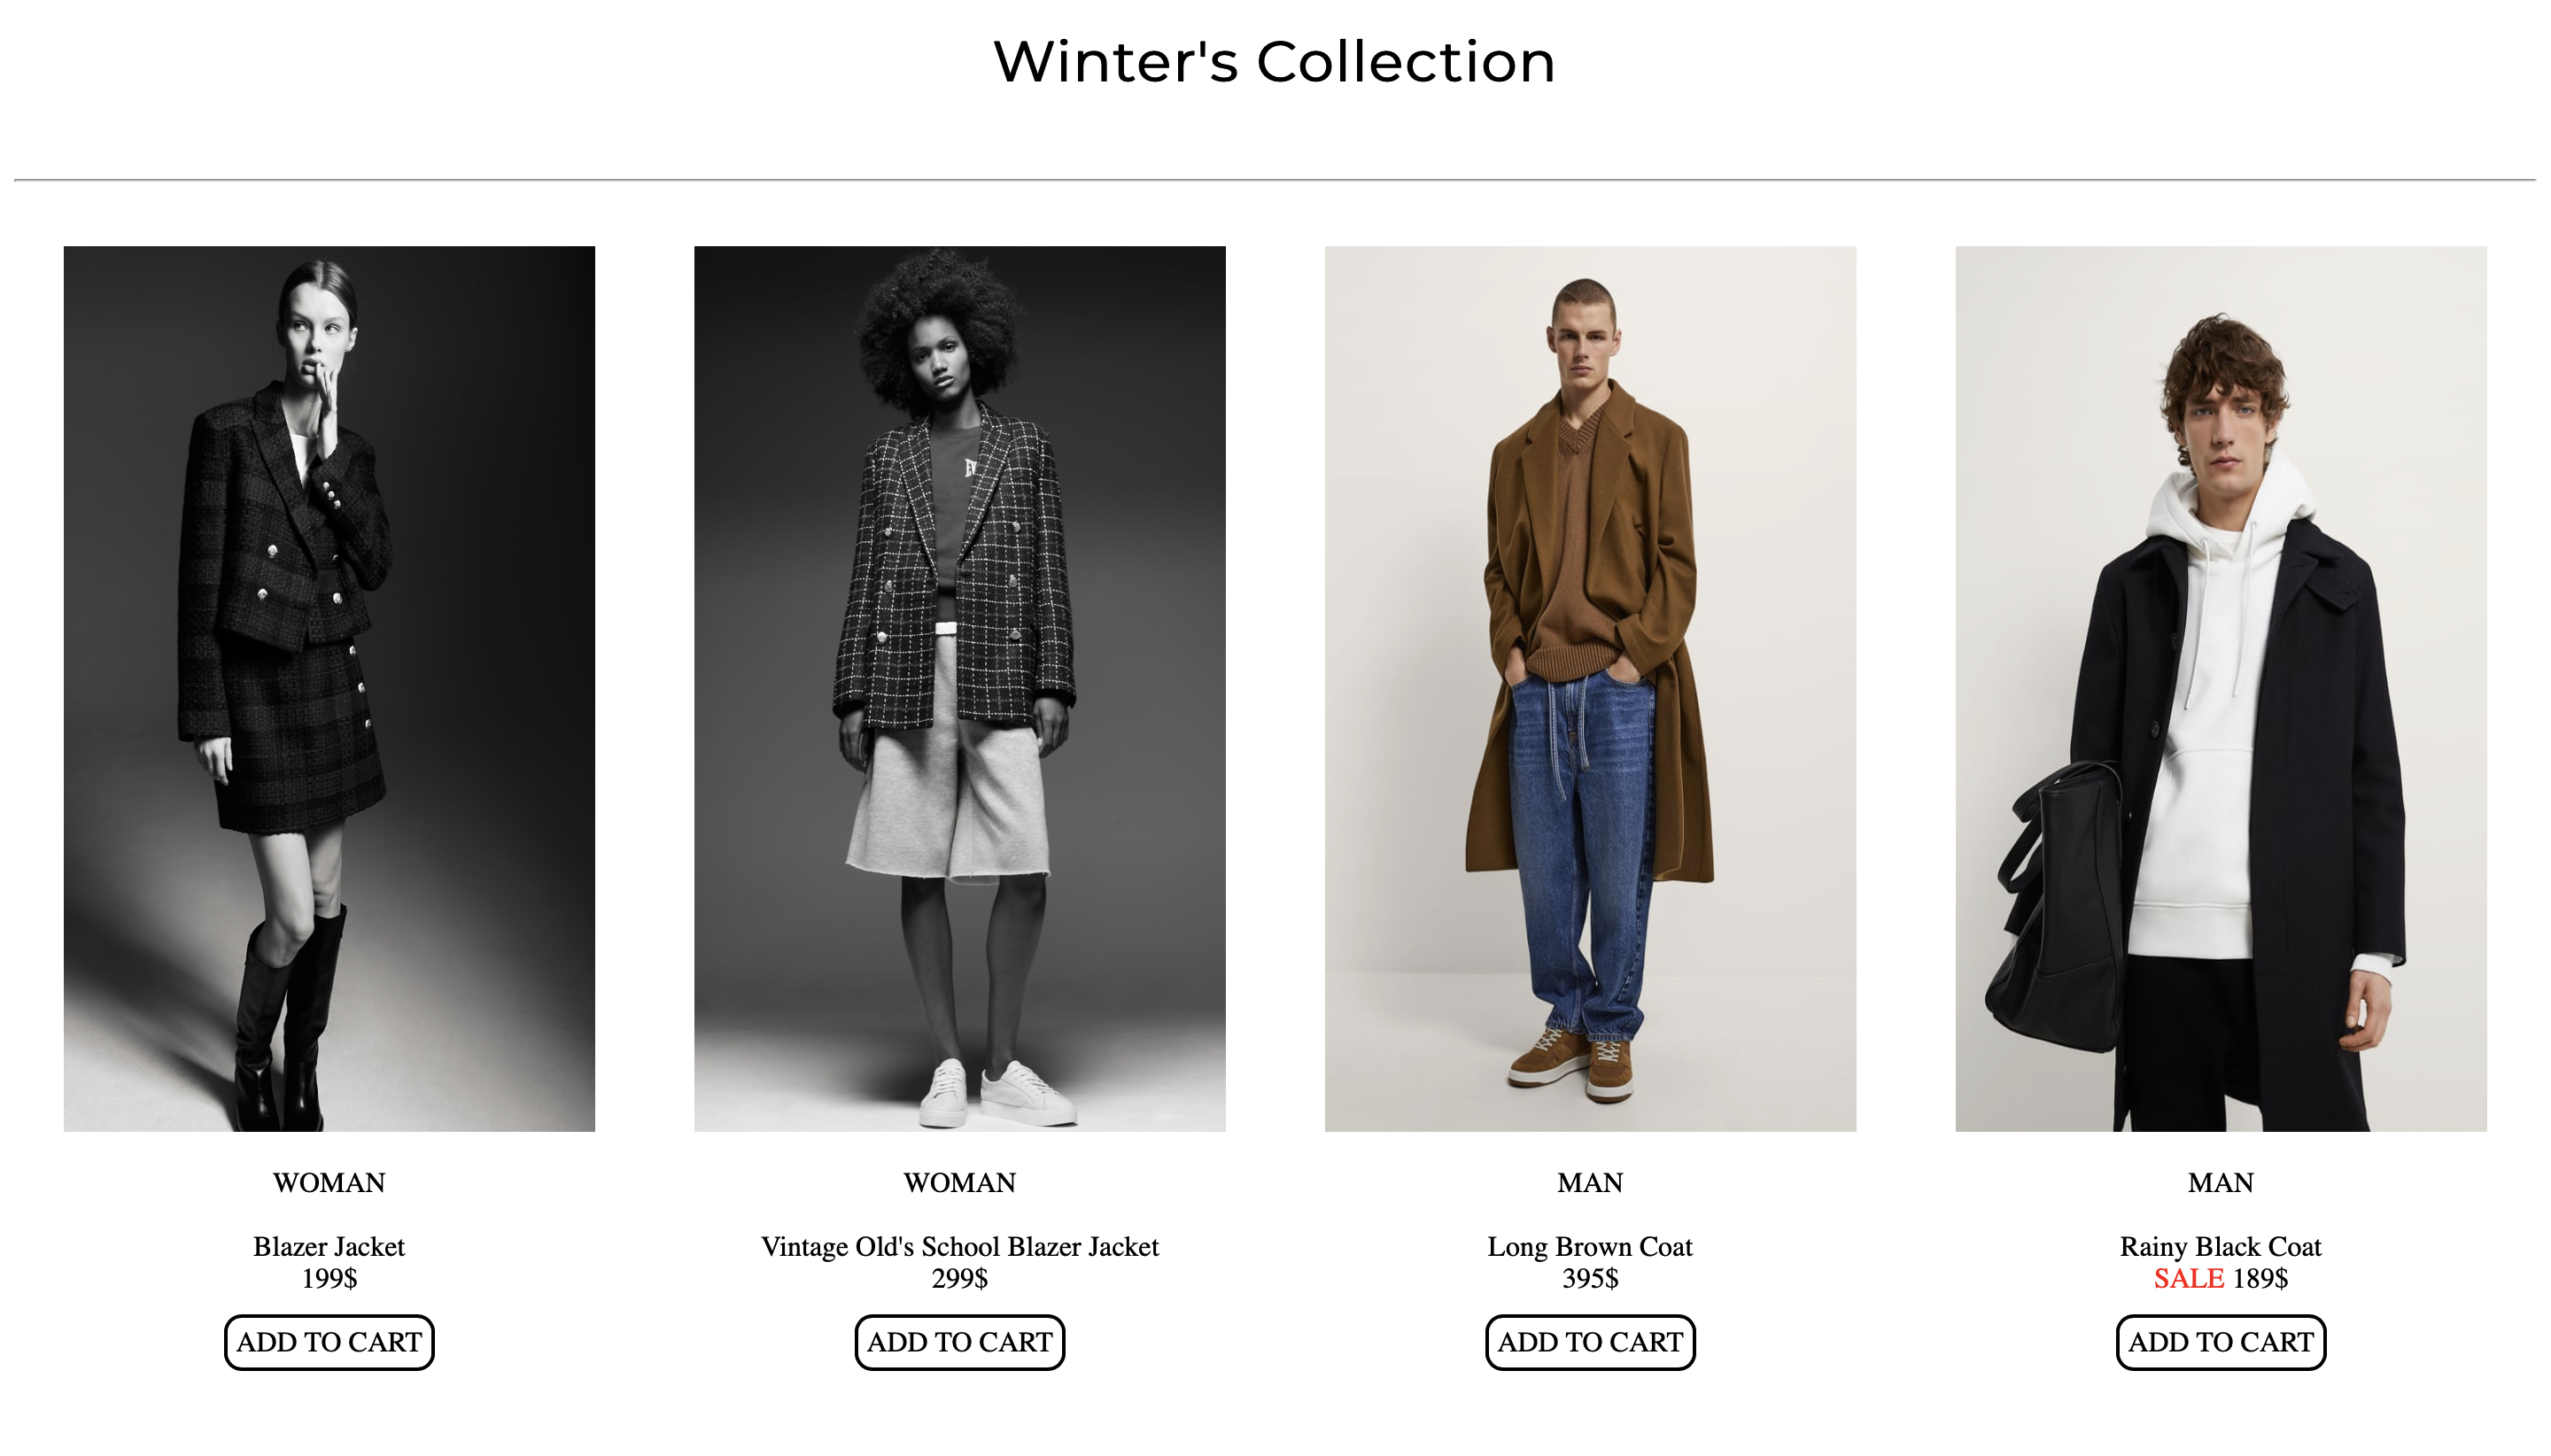 Winter's Collection
WOMAN
Blazer Jacket
199$
ADD TO CART
WOMAN
Vintage Old's School Blazer Jacket
299$
ADD TO CART
MAN
Long Brown Coat
395$
ADD TO CART
MAN
Rainy Black Coat
SALE 189$
ADD TO CART